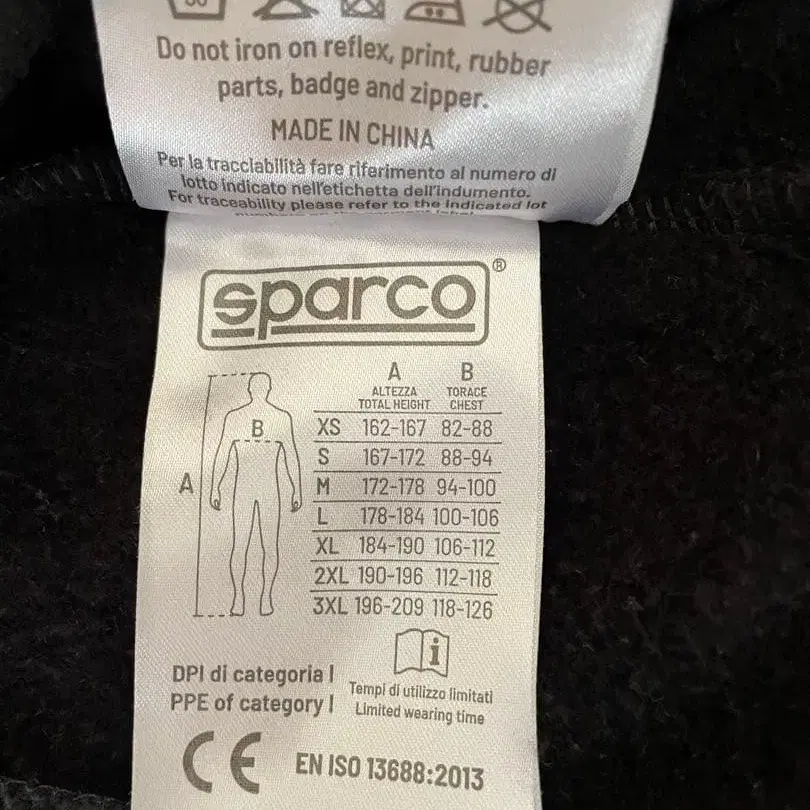 Do not iron on reflex, print, rubber
parts, badge and zipper.
MADE IN CHINA
Per la tracciabilità fare riferimento al numero di
lotto indicato nell'etichetta dell'indumento.
For traceability please refer to the indicated lot
sparco®
A B
ALTEZZA TORACE
TOTAL HEIGHT CHEST
XS 162-167 82-88
B
S 167-172 88-94
A
M 172-178 94-100
L 178-184 100-106
XL 184-190 106-112
2XL 190-196 112-118
3XL 196-209 118-126
i
DPI di categoria I
PPE of category I
Tempi di utilizzo limitati
Limited wearing time
CE EN ISO 13688:2013